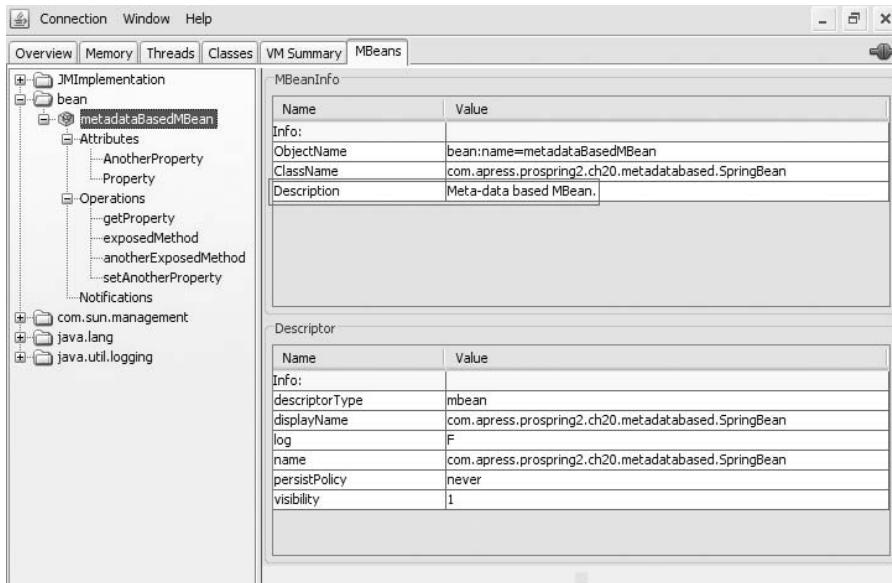 Connection Window Help
Overview Memory Threads Classes VM Summary MBeans
JMImplementation
bean
metadataBasedMBean
Attributes
AnotherProperty
Property
Operations
getProperty
exposedMethod
anotherExposedMethod
setAnotherProperty
Notifications
com.sun.management
java.lang
java.util.logging
MBeanInfo
Name Value
Info:
ObjectName bean:name=metadataBasedMBean
ClassName com.apress.prospring2.ch20.metadatabased.SpringBean
Description Meta-data based MBean.
Descriptor
Name Value
Info:
descriptorType mbean
displayName com.apress.prospring2.ch20.metadatabased.SpringBean
log F
name com.apress.prospring2.ch20.metadatabased.SpringBean
persistPolicy never
visibility 1